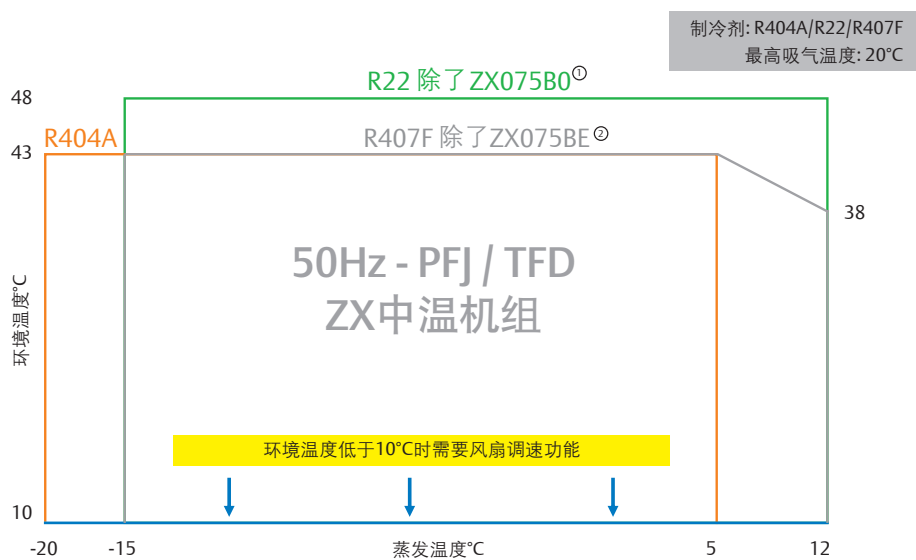 制冷剂: R404A/R22/R407F
最高吸气温度: 20°C
R22 除了ZX075B0①
48
R404A
43
R407F 除了ZX075BE②
38
50Hz - PFJ / TFD
ZX中温机组
环境温度°C
环境温度低于10°C时需要风扇调速功能
10
-20
-15
蒸发温度°C
5
12